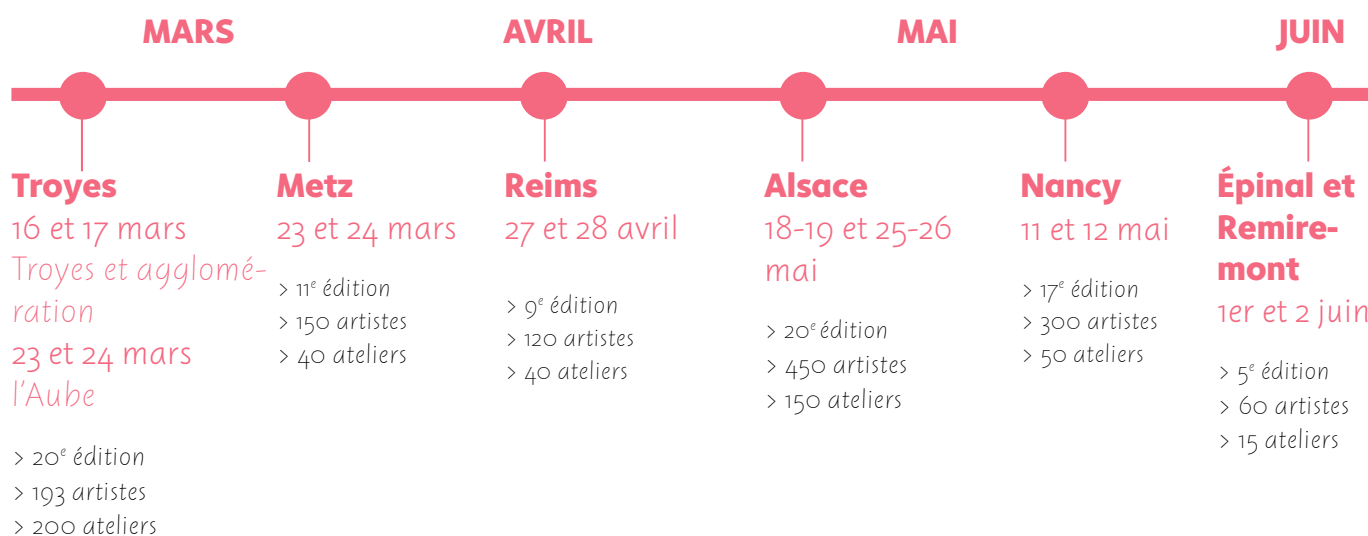 MARS
AVRIL
MAI
JUIN
Troyes
16 et 17 mars
Troyes et agglomé-
ration
23 et 24 mars
l'Aube
> 20e édition
> 193 artistes
> 200 ateliers
Metz
23 et 24 mars
> 11e édition
> 150 artistes
> 40 ateliers
Reims
27 et 28 avril
> 9e édition
> 120 artistes
> 40 ateliers
Alsace
18-19 et 25-26
mai
> 20e édition
> 450 artistes
> 150 ateliers
Nancy
11 et 12 mai
> 17e édition
> 300 artistes
> 50 ateliers
Épinal et
Remire-
mont
1er et 2 juin
> 5e édition
> 60 artistes
> 15 ateliers